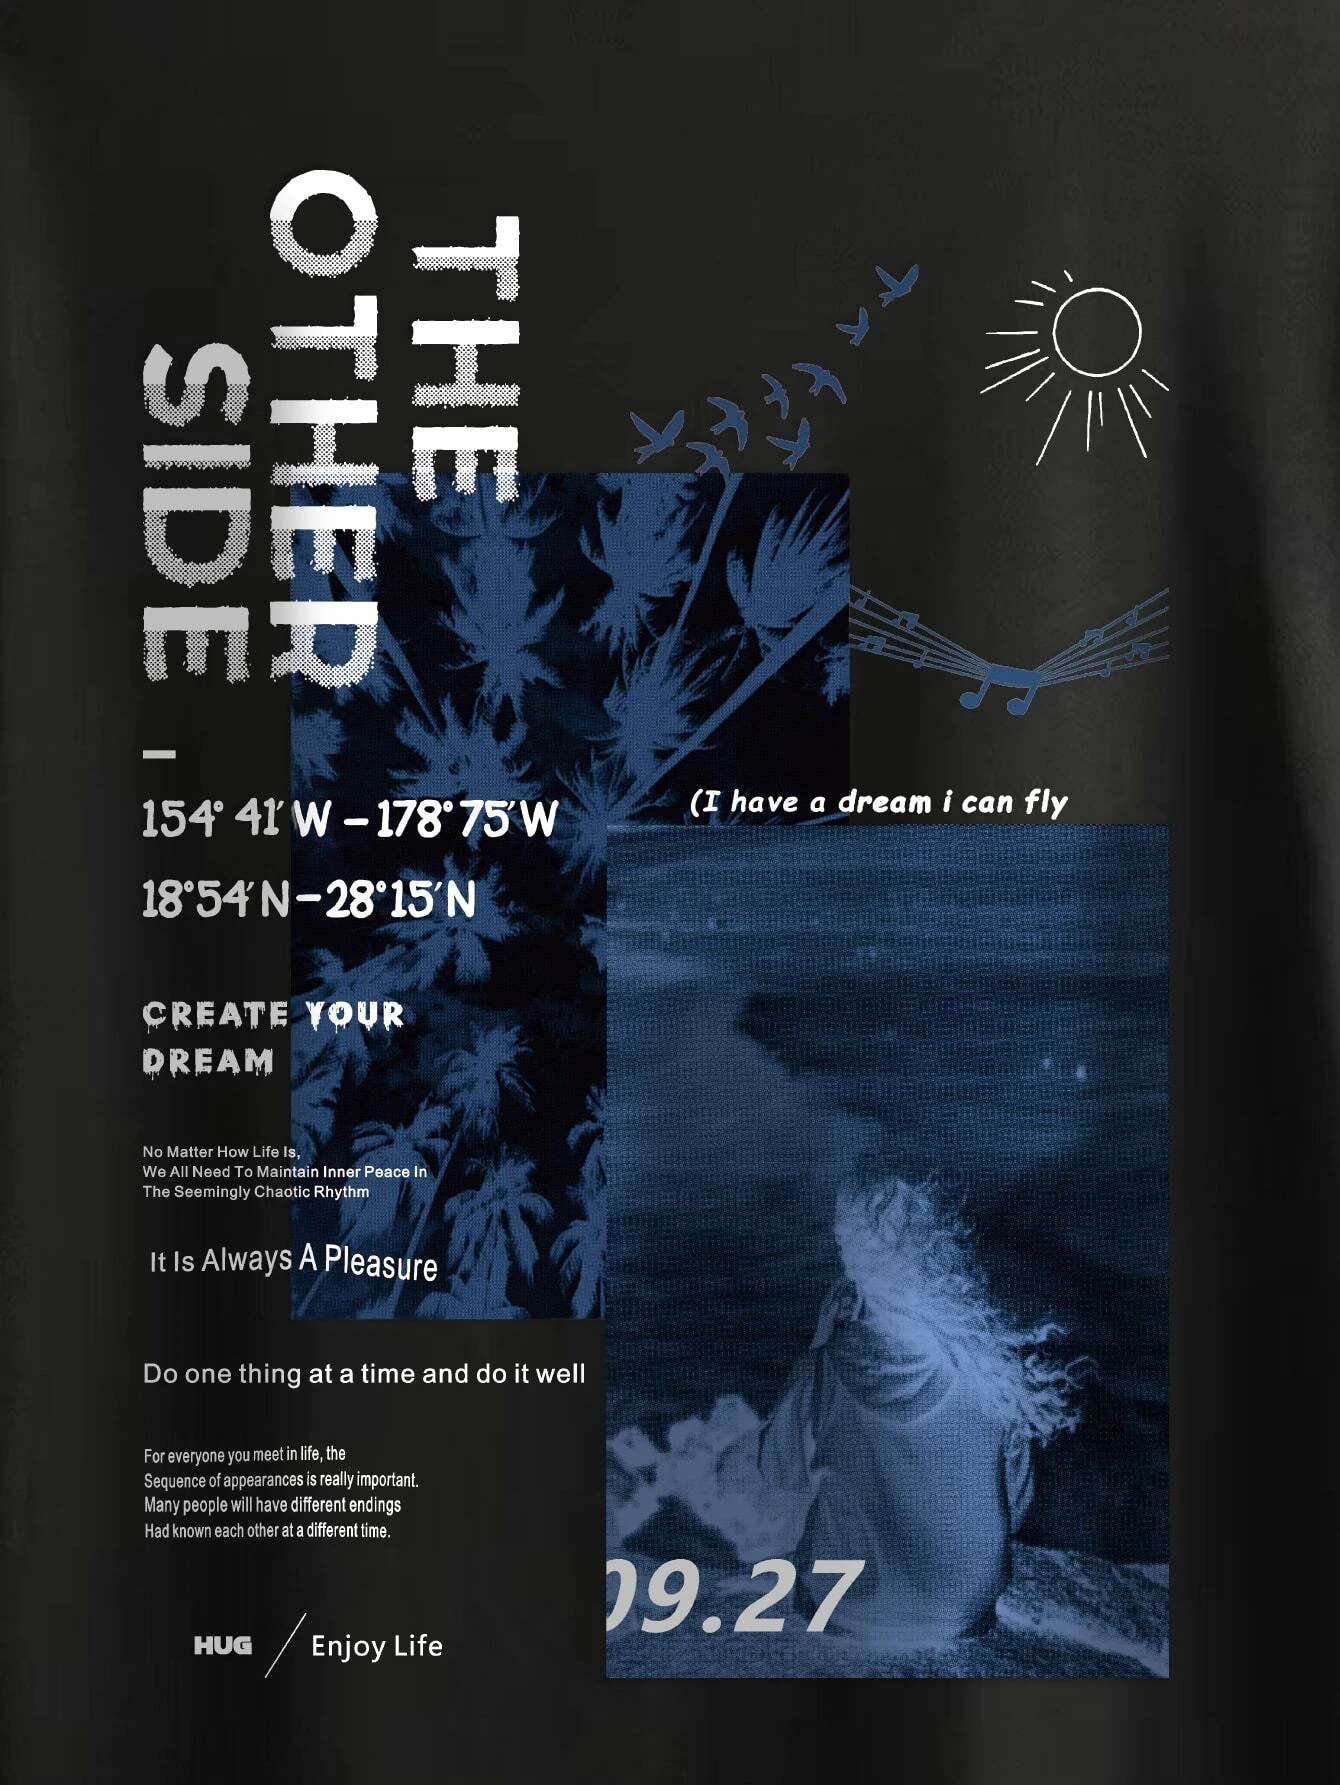 THE
OTHER
SIDE
–
154° 41′ W – 178° 75′ W
18°54′ N – 28°15′ N
(I have a dream i can fly
CREATE YOUR
DREAM
No Matter How Life Is,
We All Need To Maintain Inner Peace In
The Seemingly Chaotic Rhythm
It Is Always A Pleasure
Do one thing at a time and do it well
For everyone you meet in life, the
Sequence of appearances is really important.
Many people will have different endings
Had known each other at a different time.
09.27
HUG / Enjoy Life